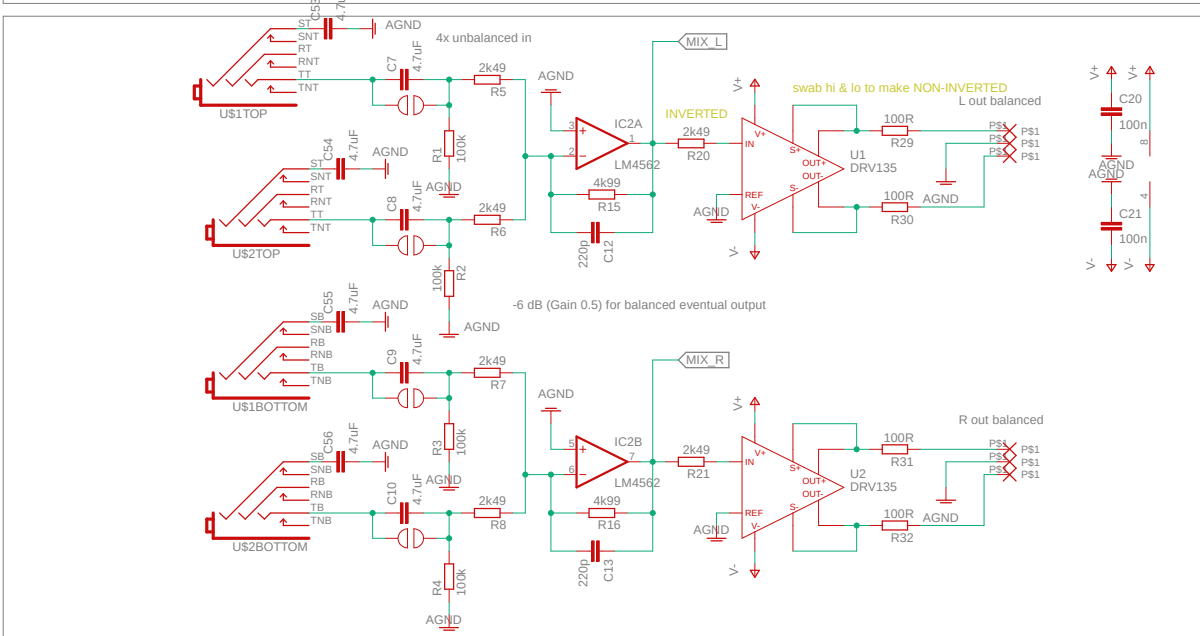 ST
C53
4.7uF
AGND
SNT
RT
RNT
TT
TNT
U$1TOP
C7
4.7uF
4x unbalanced in
2k49
R5
R1
100k
AGND
ST
C54
4.7uF
AGND
SNT
RT
RNT
TT
TNT
U$2TOP
C8
4.7uF
2k49
R6
100k
R2
AGND
AGND
3
2
1
IC2A
LM4562
4k99
R15
220p
C12
MIX_L
INVERTED
2k49
R20
V+
V+
IN
REF
V-
V-
AGND
S+
OUT+
OUT-
S-
U1
DRV135
swab hi & lo to make NON-INVERTED
L out balanced
100R
R29
100R
R30
AGND
P$1
P$1
P$1
P$1
P$1
P$1
V+
V+
C20
100n
8
AGND
AGND
4
C21
100n
V-
V-
-6 dB (Gain 0.5) for balanced eventual output
SB
C55
4.7uF
AGND
SNB
RB
RNB
TB
TNB
U$1BOTTOM
C9
4.7uF
2k49
R7
R3
100k
AGND
SB
C56
4.7uF
AGND
SNB
RB
RNB
TB
TNB
U$2BOTTOM
C10
4.7uF
2k49
R8
R4
100k
AGND
AGND
5
6
7
IC2B
LM4562
4k99
R16
220p
C13
MIX_R
2k49
R21
V+
V+
IN
REF
V-
V-
AGND
S+
OUT+
OUT-
S-
U2
DRV135
R out balanced
100R
R31
100R
R32
AGND
P$1
P$1
P$1
P$1
P$1
P$1